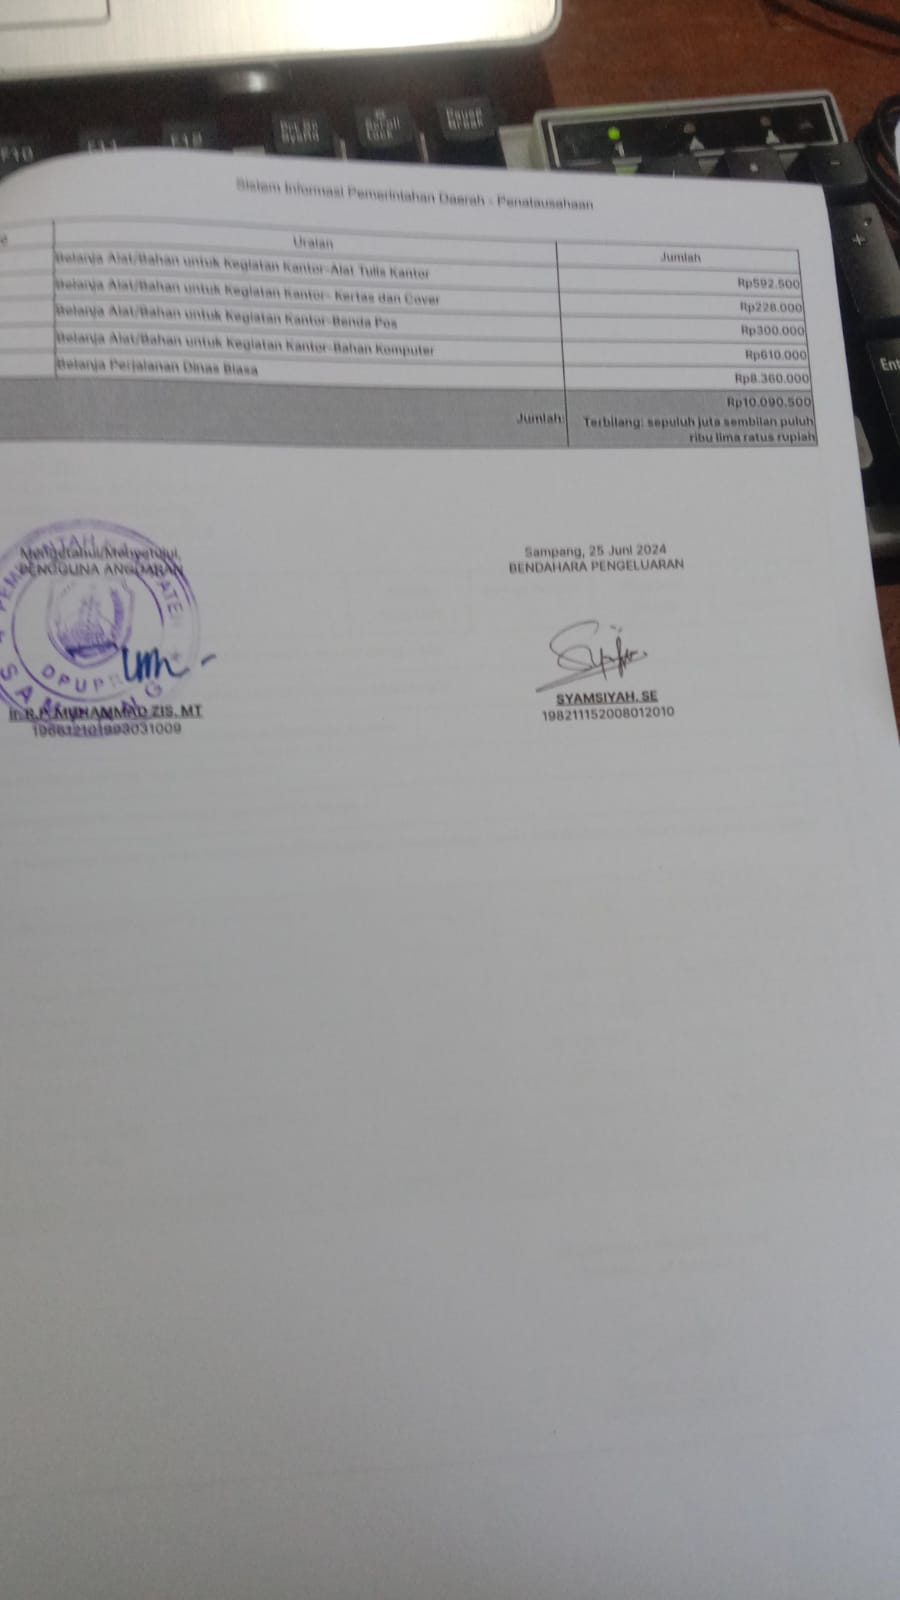 F10
F11
F12
Prt Sc
SysRq
Scroll
Lock
Pause
Break
1
Sistem Informasi Pemerintahan Daerah - Penatausahaan
Uraian Jumlah
Belanja Alat/Bahan untuk Kegiatan Kantor-Alat Tulis Kantor Rp592.500
Belanja Alat/Bahan untuk Kegiatan Kantor- Kertas dan Cover Rp228.000
Belanja Alat/Bahan untuk Kegiatan Kantor-Benda Pos Rp300.000
Belanja Alat/Bahan untuk Kegiatan Kantor-Bahan Komputer Rp610.000
Belanja Perjalanan Dinas Biasa Rp8.360.000
Jumlah: Rp10.090.500
Terbilang: sepuluh juta sembilan puluh
ribu lima ratus rupiah
Mengetahui/Menyetujui,
PENGGUNA ANGGARAN
DPUPR
SAMPANG
Ir. R.P. MUHAMMAD ZIS, MT
196612101993031009
Sampang, 25 Juni 2024
BENDAHARA PENGELUARAN
SYAMSIYAH, SE
198211152008012010
+
Ent